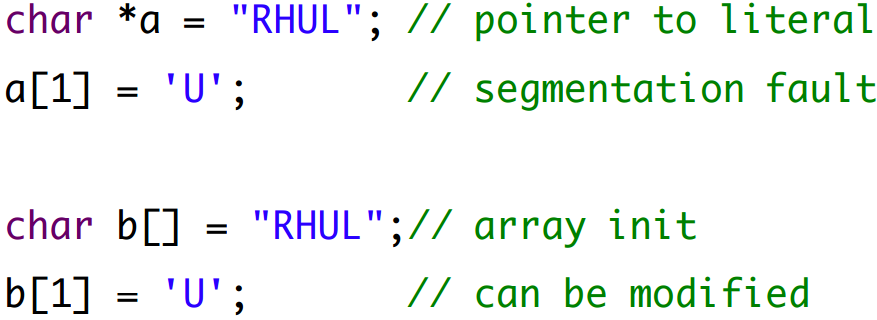 char *a = "RHUL"; // pointer to literal
a[1] = 'U';       // segmentation fault
char b[] = "RHUL";// array init
b[1] = 'U';       // can be modified